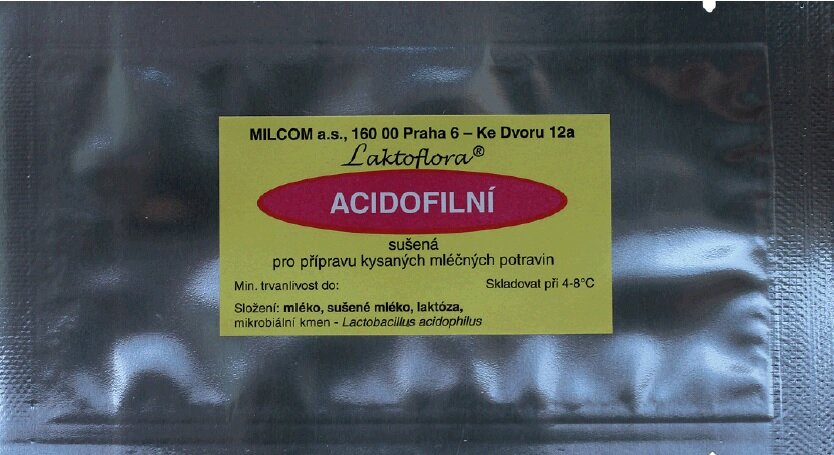 MILCOM a.s., 160 00 Praha 6 – Ke Dvoru 12a
Laktoflora®
ACIDOFILNÍ
sušená
pro přípravu kysaných mléčných potravin
Min. trvanlivost do: Skladovat při 4-8°C
Složení: mléko, sušené mléko, laktóza,
mikrobiální kmen - Lactobacillus acidophilus